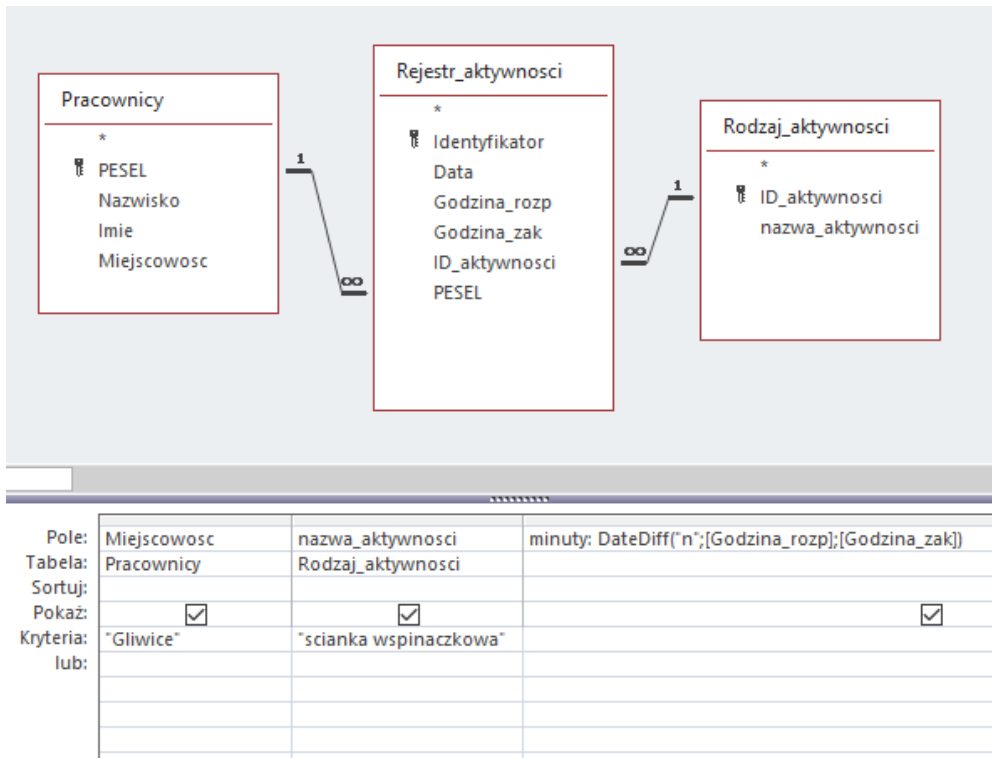 Pracownicy
*
PESEL
Nazwisko
Imie
Miejscowosc
1
∞
Rejestr_aktywnosci
*
Identyfikator
Data
Godzina_rozp
Godzina_zak
ID_aktywnosci
PESEL
1
∞
Rodzaj_aktywnosci
*
ID_aktywnosci
nazwa_aktywnosci
Pole: Miejscowosc nazwa_aktywnosci minuty: DateDiff("n";[Godzina_rozp];[Godzina_zak])
Tabela: Pracownicy Rodzaj_aktywnosci
Sortuj:
Pokaż:
Kryteria: "Gliwice" "scianka wspinaczkowa"
lub: